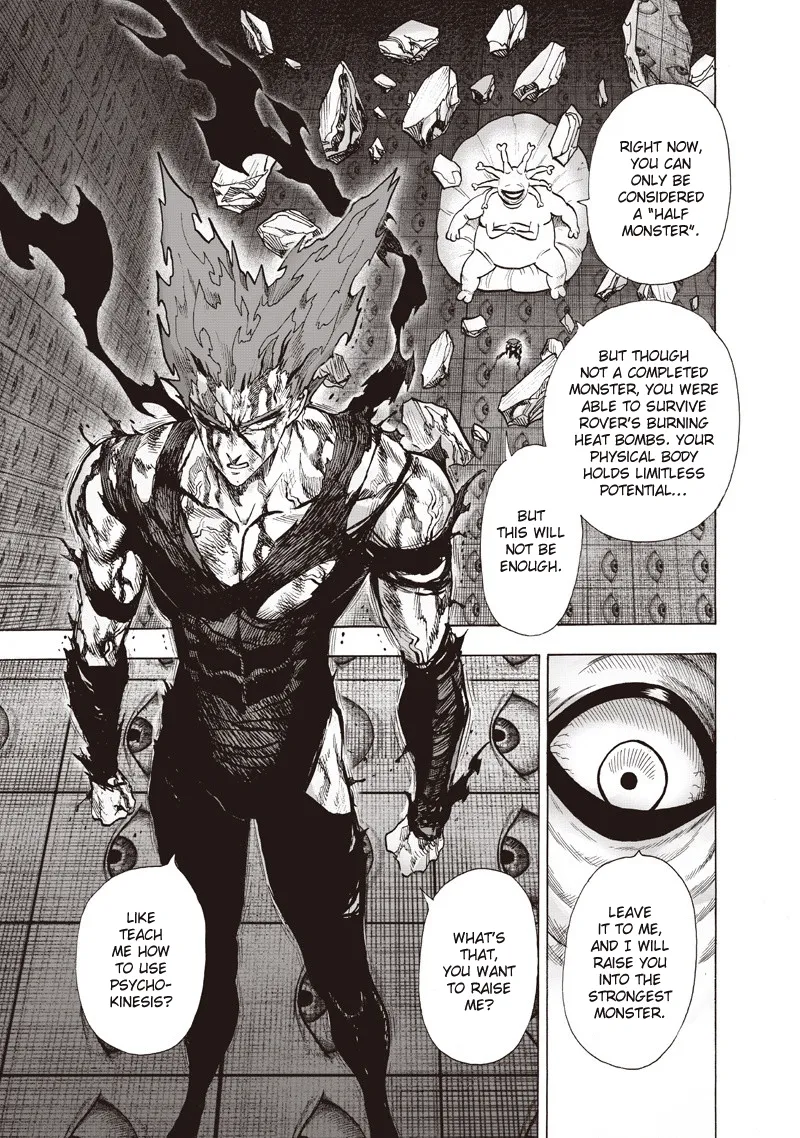 RIGHT NOW,
YOU CAN
ONLY BE
CONSIDERED
A "HALF
MONSTER".
BUT THOUGH
NOT A COMPLETED
MONSTER, YOU WERE
ABLE TO SURVIVE
ROVER'S BURNING
HEAT BOMBS. YOUR
PHYSICAL BODY
HOLDS LIMITLESS
POTENTIAL...
BUT
THIS WILL
NOT BE
ENOUGH.
LEAVE
IT TO ME,
AND I WILL
RAISE YOU
INTO THE
STRONGEST
MONSTER.
WHAT'S
THAT,
YOU WANT
TO RAISE
ME?
LIKE
TEACH
ME HOW
TO USE
PSYCHO-
KINESIS?